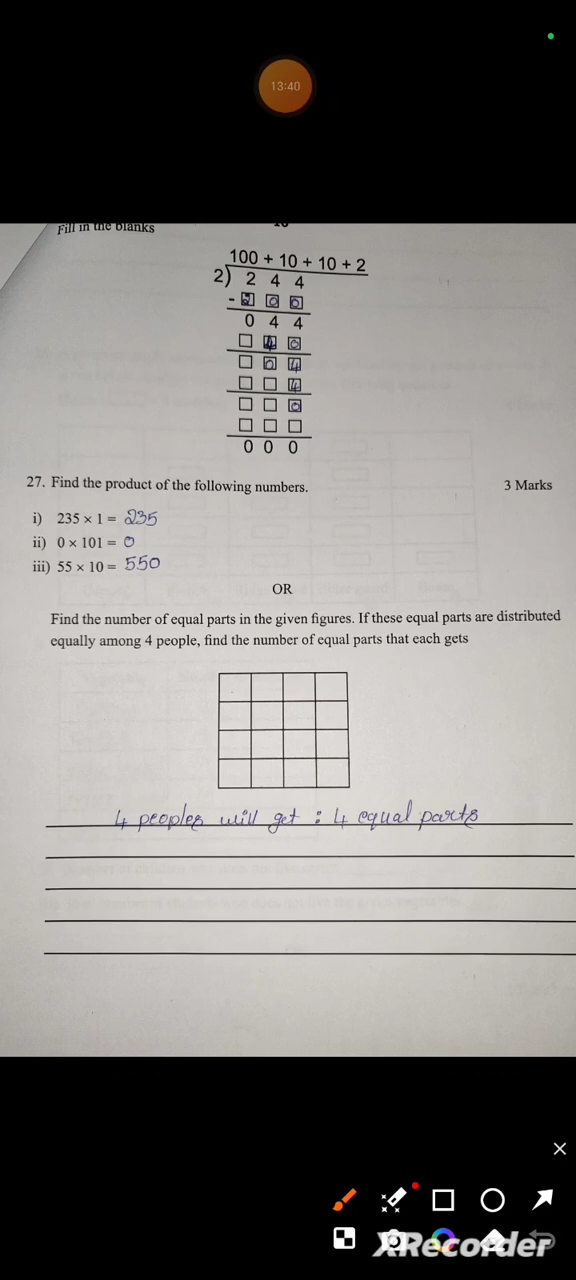 13:40
Fill in the blanks
100 + 10 + 10 + 2
2) 2 4 4
- 2 0 0
0 4 4
4 0
0 4
4
0
0 0 0
27. Find the product of the following numbers. 3 Marks
i) 235 × 1 = 235
ii) 0 × 101 = 0
iii) 55 × 10 = 550
OR
Find the number of equal parts in the given figures. If these equal parts are distributed
equally among 4 people, find the number of equal parts that each gets
4 peoples will get : 4 equal parts
XRecorder